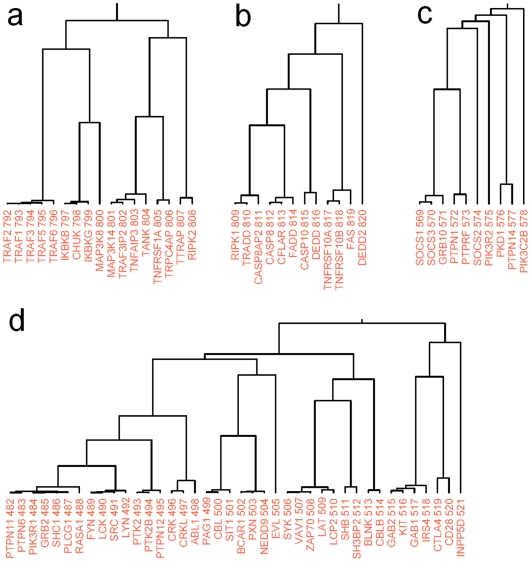 a
TRAF2 792
TRAF1 793
TRAF3 794
TRAF5 795
TRAF6 796
IKBKB 797
CHUK 798
IKBKG 799
MAP3K8 800
MAP3K14 801
TRAF3IP2 802
TNFAIP3 803
TANK 804
TNFRSF1A 805
TRPC4AP 806
TTRAP 807
RIPK2 808
b
RIPK1 809
TRADD 810
CASP8AP2 811
CASP8 812
CFLAR 813
FADD 814
CASP10 815
DEDD 816
TNFRSF10A 817
TNFRSF10B 818
FAS 819
DEDD2 820
c
SOCS1 569
SOCS3 570
GRB10 571
PTPN1 572
PTPRF 573
SOCS2 574
PIK3R2 575
PKD1 576
PTPN14 577
PIK3C2B 578
d
PTPN11 482
PTPN6 483
PIK3R1 484
GRB2 485
SHC1 486
PLCG1 487
RASA1 488
FYN 489
LCK 490
SRC 491
LYN 492
PTK2 493
PTK2B 494
PTPN12 495
CRK 496
CRKL 497
ABL1 498
PAG1 499
CBL 500
SIT1 501
BCAR1 502
PXN 503
NEDD9 504
EVL 505
SYK 506
VAV1 507
ZAP70 508
LAT 509
LCP2 510
SHB 511
SH3BP2 512
BLNK 513
CBLB 514
GAB2 515
KIT 516
GAB1 517
IRS4 518
CTLA4 519
CD28 520
INPP5D 521